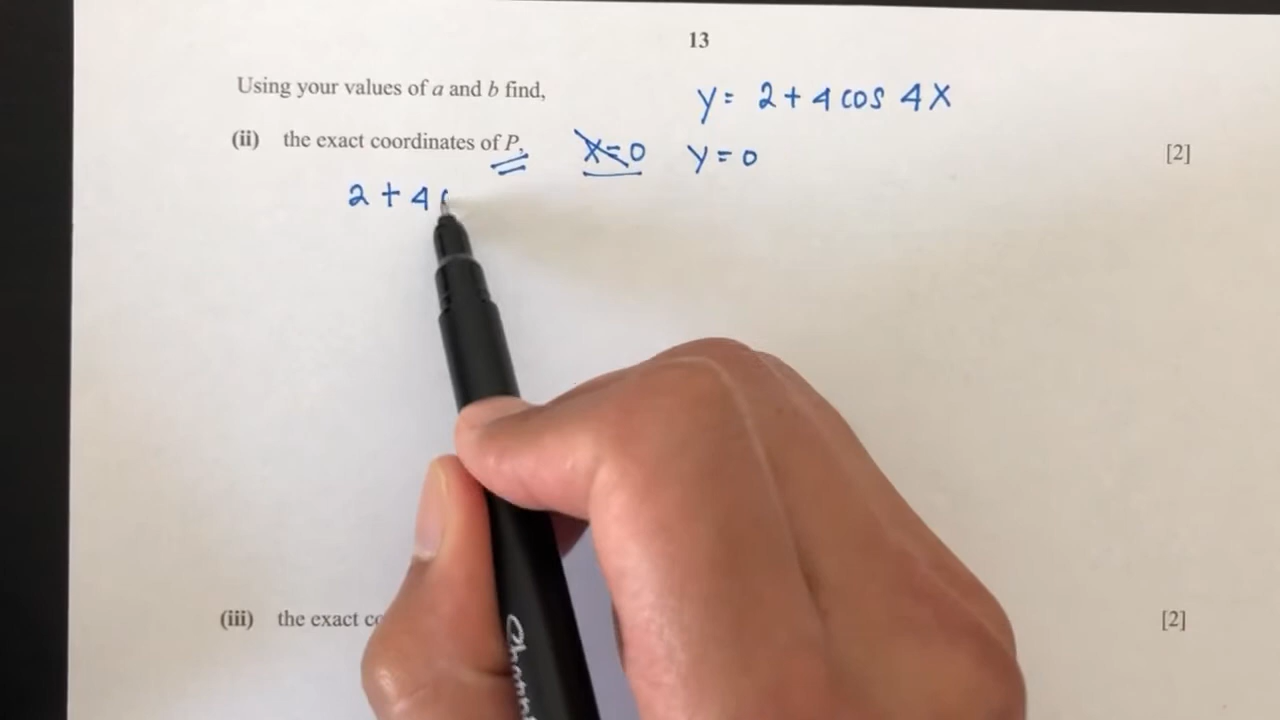 13
Using your values of a and b find,
y = 2 + 4 cos 4x
(ii) the exact coordinates of P, x=0 y = 0 [2]
2 + 4
(iii) the exact [2]